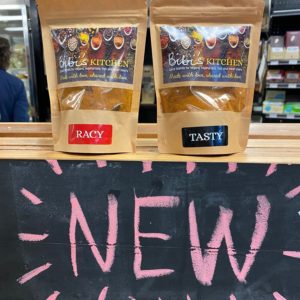 Bibi's
KITCHEN
Made with love, shared with love.
RACY
Bibi's
KITCHEN
Made with love, shared with love.
TASTY
NEW